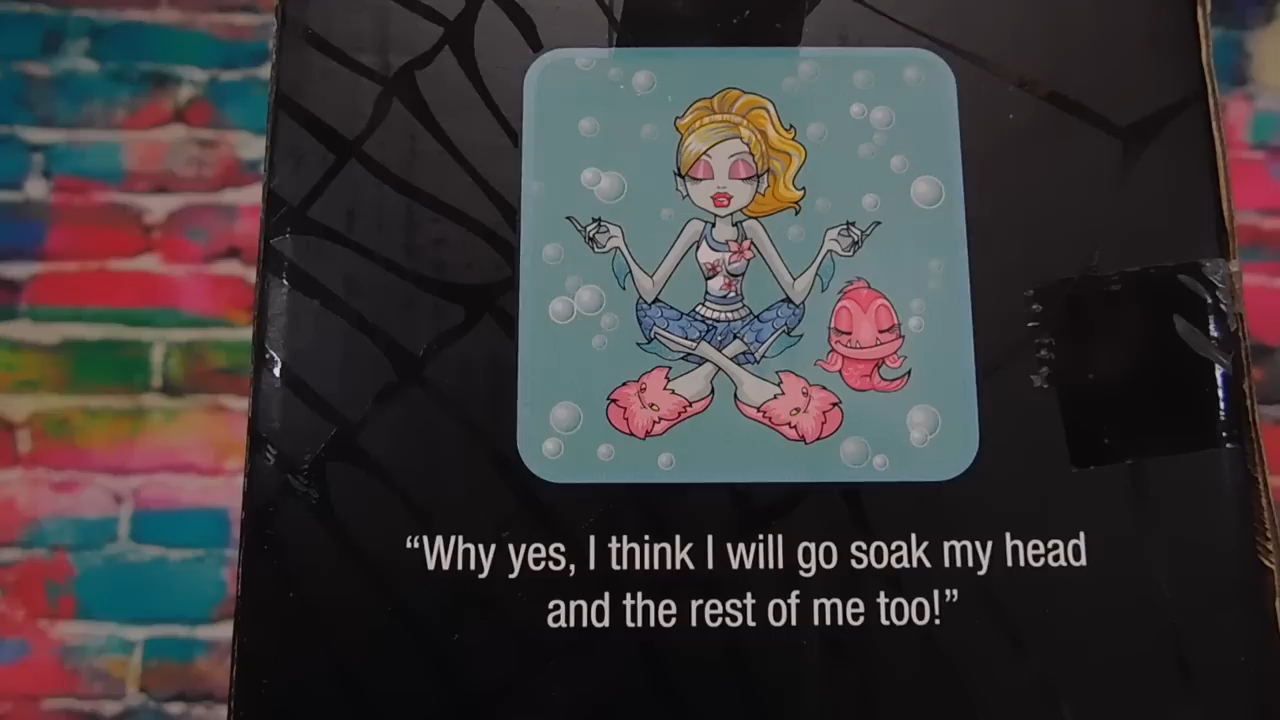 “Why yes, I think I will go soak my head
and the rest of me too!”